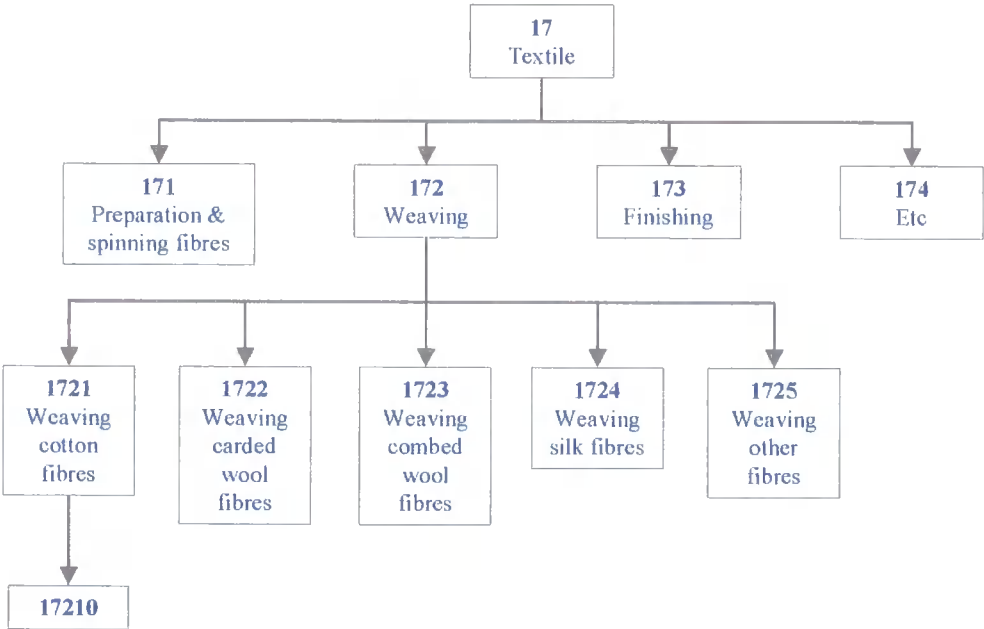 17
Textile
171
Preparation &
spinning fibres
172
Weaving
173
Finishing
174
Etc
1721
Weaving
cotton
fibres
1722
Weaving
carded
wool
fibres
1723
Weaving
combed
wool
fibres
1724
Weaving
silk fibres
1725
Weaving
other
fibres
17210